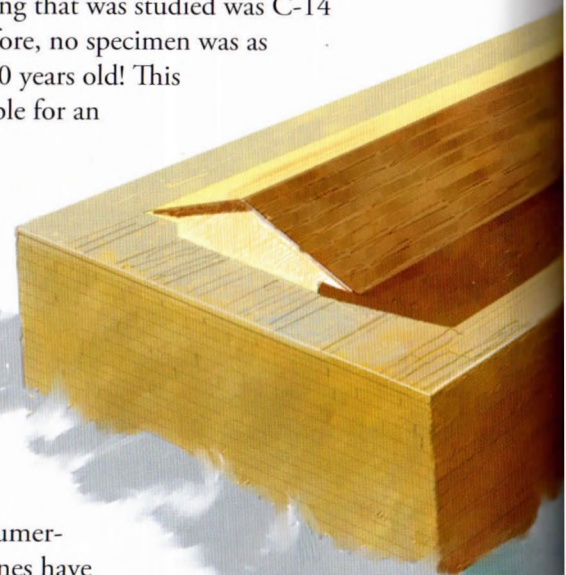 ng that was studied was C-14
ore, no specimen was as
0 years old! This
ble for an
umer-
nes have